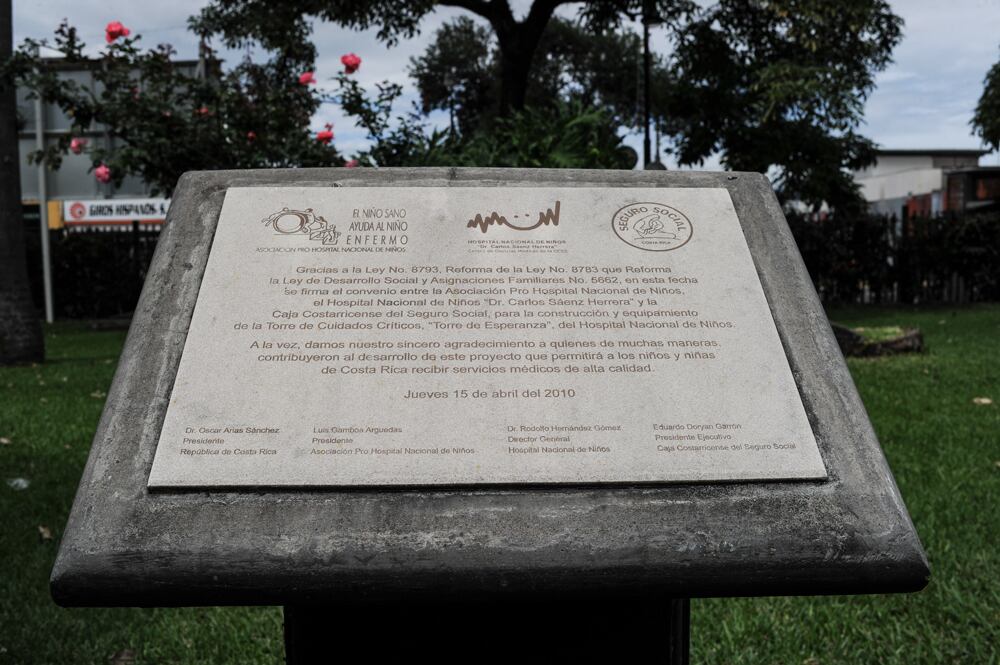 GIROS HISPANOS S.A
EL NIÑO SANO
AYUDA AL NIÑO
ENFERMO
ASOCIACIÓN PRO HOSPITAL NACIONAL DE NIÑOS
HOSPITAL NACIONAL DE NIÑOS
"Dr. Carlos Sáenz Herrera"
Centro de Ciencias Médicas de la CCSS
SEGURO SOCIAL
COSTA RICA
Gracias a la Ley No. 8793, Reforma de la Ley No. 8783 que Reforma
la Ley de Desarrollo Social y Asignaciones Familiares No. 5662, en esta fecha
se firma el convenio entre la Asociación Pro Hospital Nacional de Niños,
el Hospital Nacional de Niños "Dr. Carlos Sáenz Herrera" y la
Caja Costarricense del Seguro Social, para la construcción y equipamiento
de la Torre de Cuidados Críticos, "Torre de Esperanza", del Hospital Nacional de Niños.
A la vez, damos nuestro sincero agradecimiento a quienes de muchas maneras,
contribuyeron al desarrollo de este proyecto que permitirá a los niños y niñas
de Costa Rica recibir servicios médicos de alta calidad.
Jueves 15 de abril del 2010
Dr. Oscar Arias Sánchez
Presidente
República de Costa Rica
Luis Gamboa Arguedas
Presidente
Asociación Pro Hospital Nacional de Niños
Dr. Rodolfo Hernández Gómez
Director General
Hospital Nacional de Niños
Eduardo Doryan Garrón
Presidente Ejecutivo
Caja Costarricense del Seguro Social